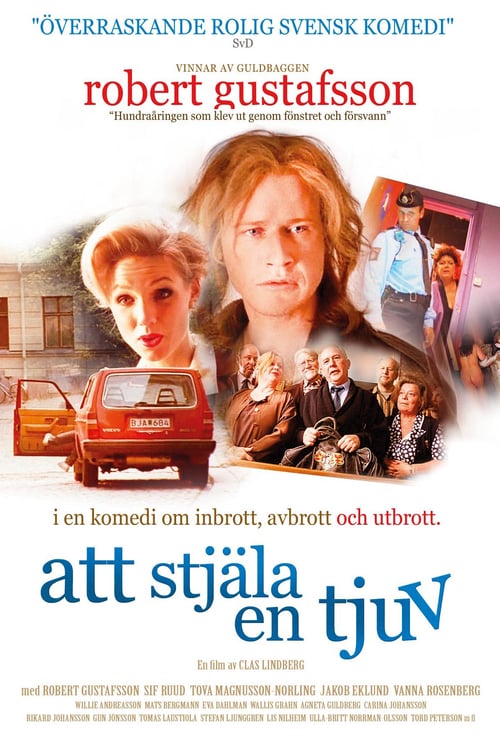 "ÖVERRASKANDE ROLIG SVENSK KOMEDI"
SvD
VINNAR AV GULDBAGGEN
robert gustafsson
"Hundraåringen som klev ut genom fönstret och försvann"
BJA 684
i en komedi om inbrott, avbrott och utbrott.
att stjäla
en tjuv
En film av CLAS LINDBERG
med ROBERT GUSTAFSSON SIF RUUD TOVA MAGNUSSON-NORLING JAKOB EKLUND VANNA ROSENBERG
WILLIE ANDREASSON MATS BERGMANN EVA DAHLMAN WALLIS GRAHN AGNETA GULDBERG CARINA JOHANSSON
RIKARD JOHANSSON GUN JÖNSSON TOMAS LAUSTIOLA STEFAN LJUNGGREN LIS NILHEIM ULLA-BRITT NORRMAN OLSSON TORD PETERSON m fl